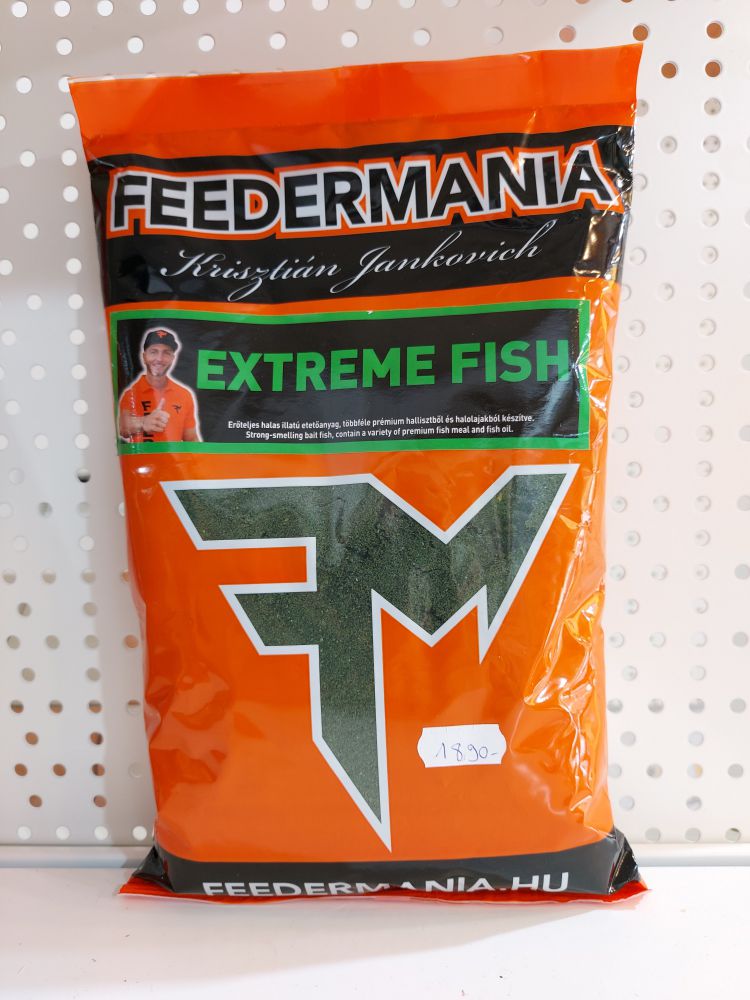 FEEDERMANIA
Krisztián Jankovich
EXTREME FISH
Erőteljes halas illatú etetőanyag, többféle prémium hallisztből és halolajakból készítve.
Strong-smelling bait fish, contain a variety of premium fish meal and fish oil.
FM
1890-
FEEDERMANIA.HU